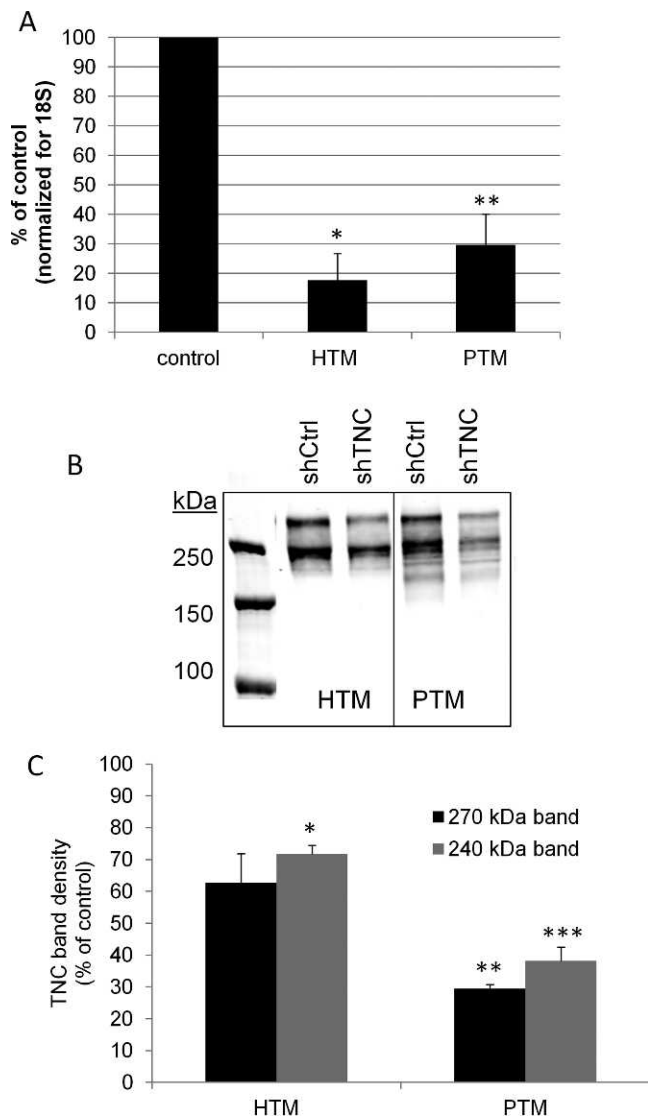 A
% of control
(normalized for 18S)
100
90
80
70
60
50
40
30
20
10
0
*
**
control HTM PTM
B
shCtrl shTNC shCtrl shTNC
kDa
250
150
100
HTM PTM
C
TNC band density
(% of control)
100
90
80
70
60
50
40
30
20
10
0
270 kDa band
240 kDa band
*
**
***
HTM PTM